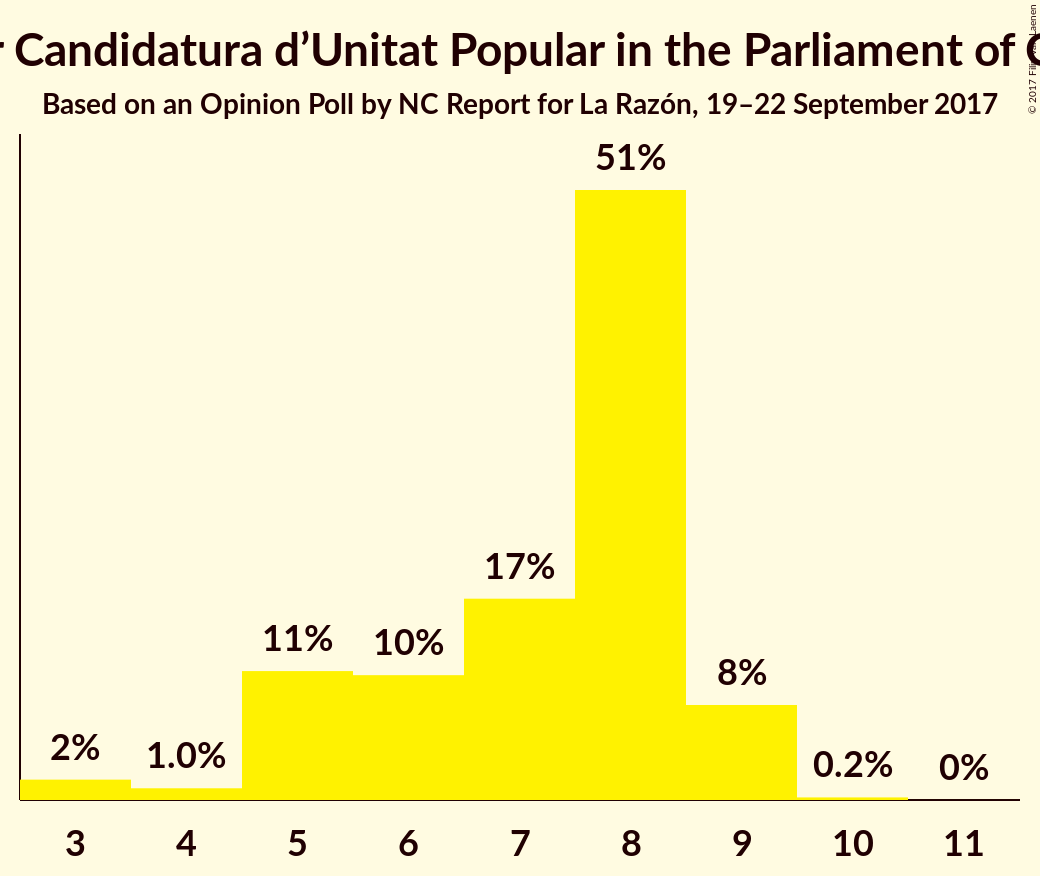 Candidatura d’Unitat Popular in the Parliament of
Based on an Opinion Poll by NC Report for La Razón, 19–22 September 2017
© 2017 Laenen
51%
17%
11%
10%
8%
2%
1.0%
0.2%
0%
3 4 5 6 7 8 9 10 11